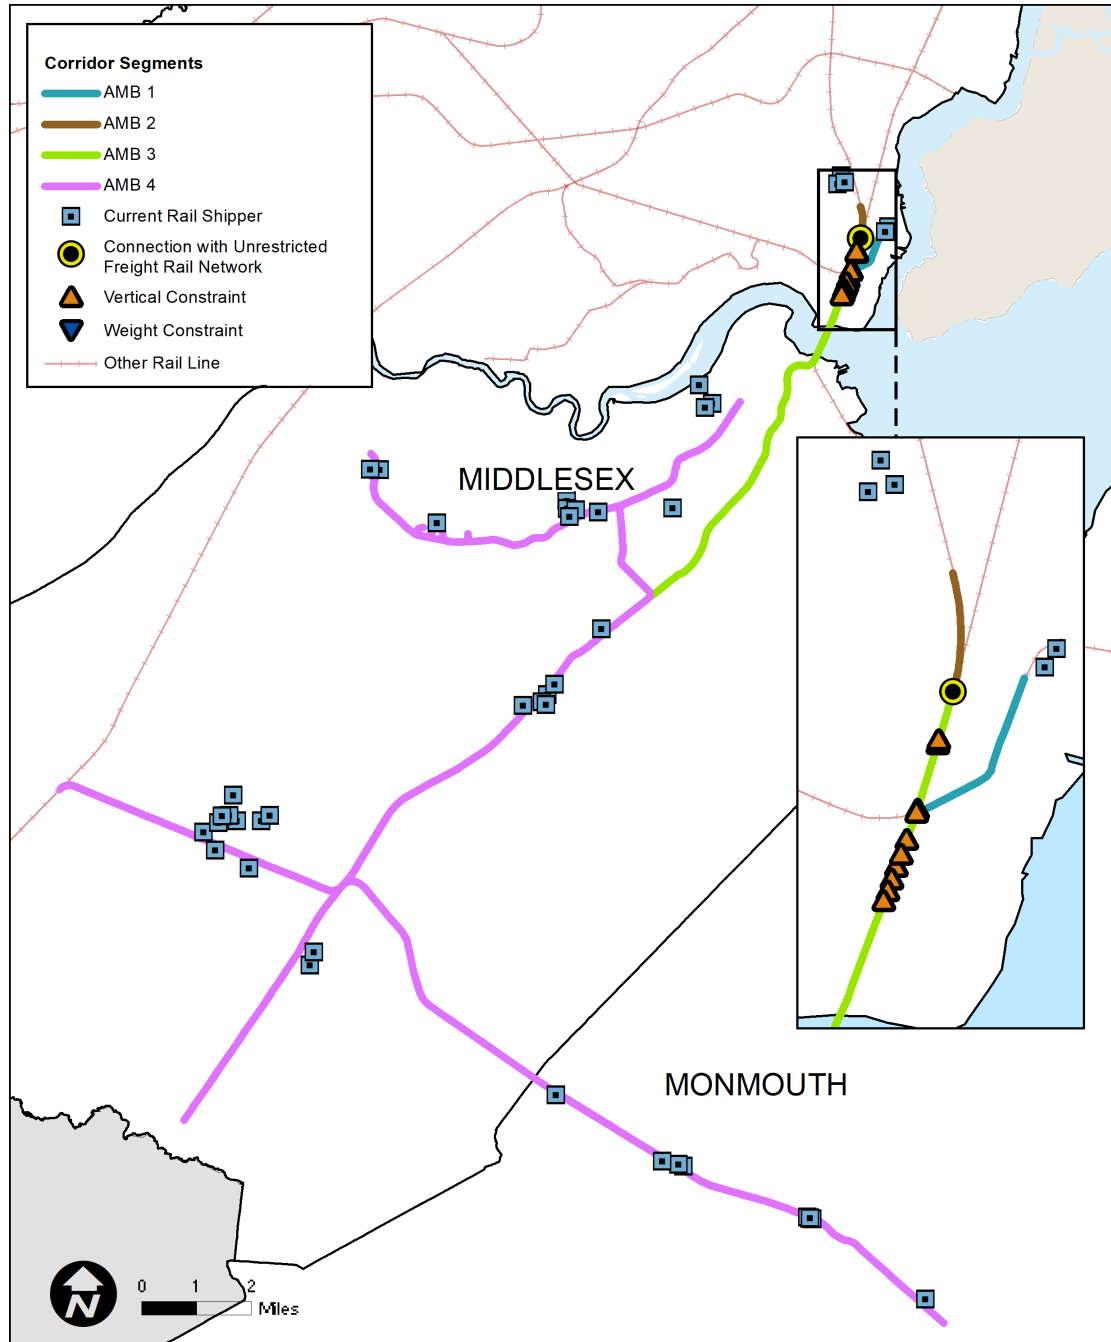 Corridor Segments
AMB 1
AMB 2
AMB 3
AMB 4
Current Rail Shipper
Connection with Unrestricted
Freight Rail Network
Vertical Constraint
Weight Constraint
Other Rail Line
MIDDLESEX
MONMOUTH
N
0 1 2
Miles